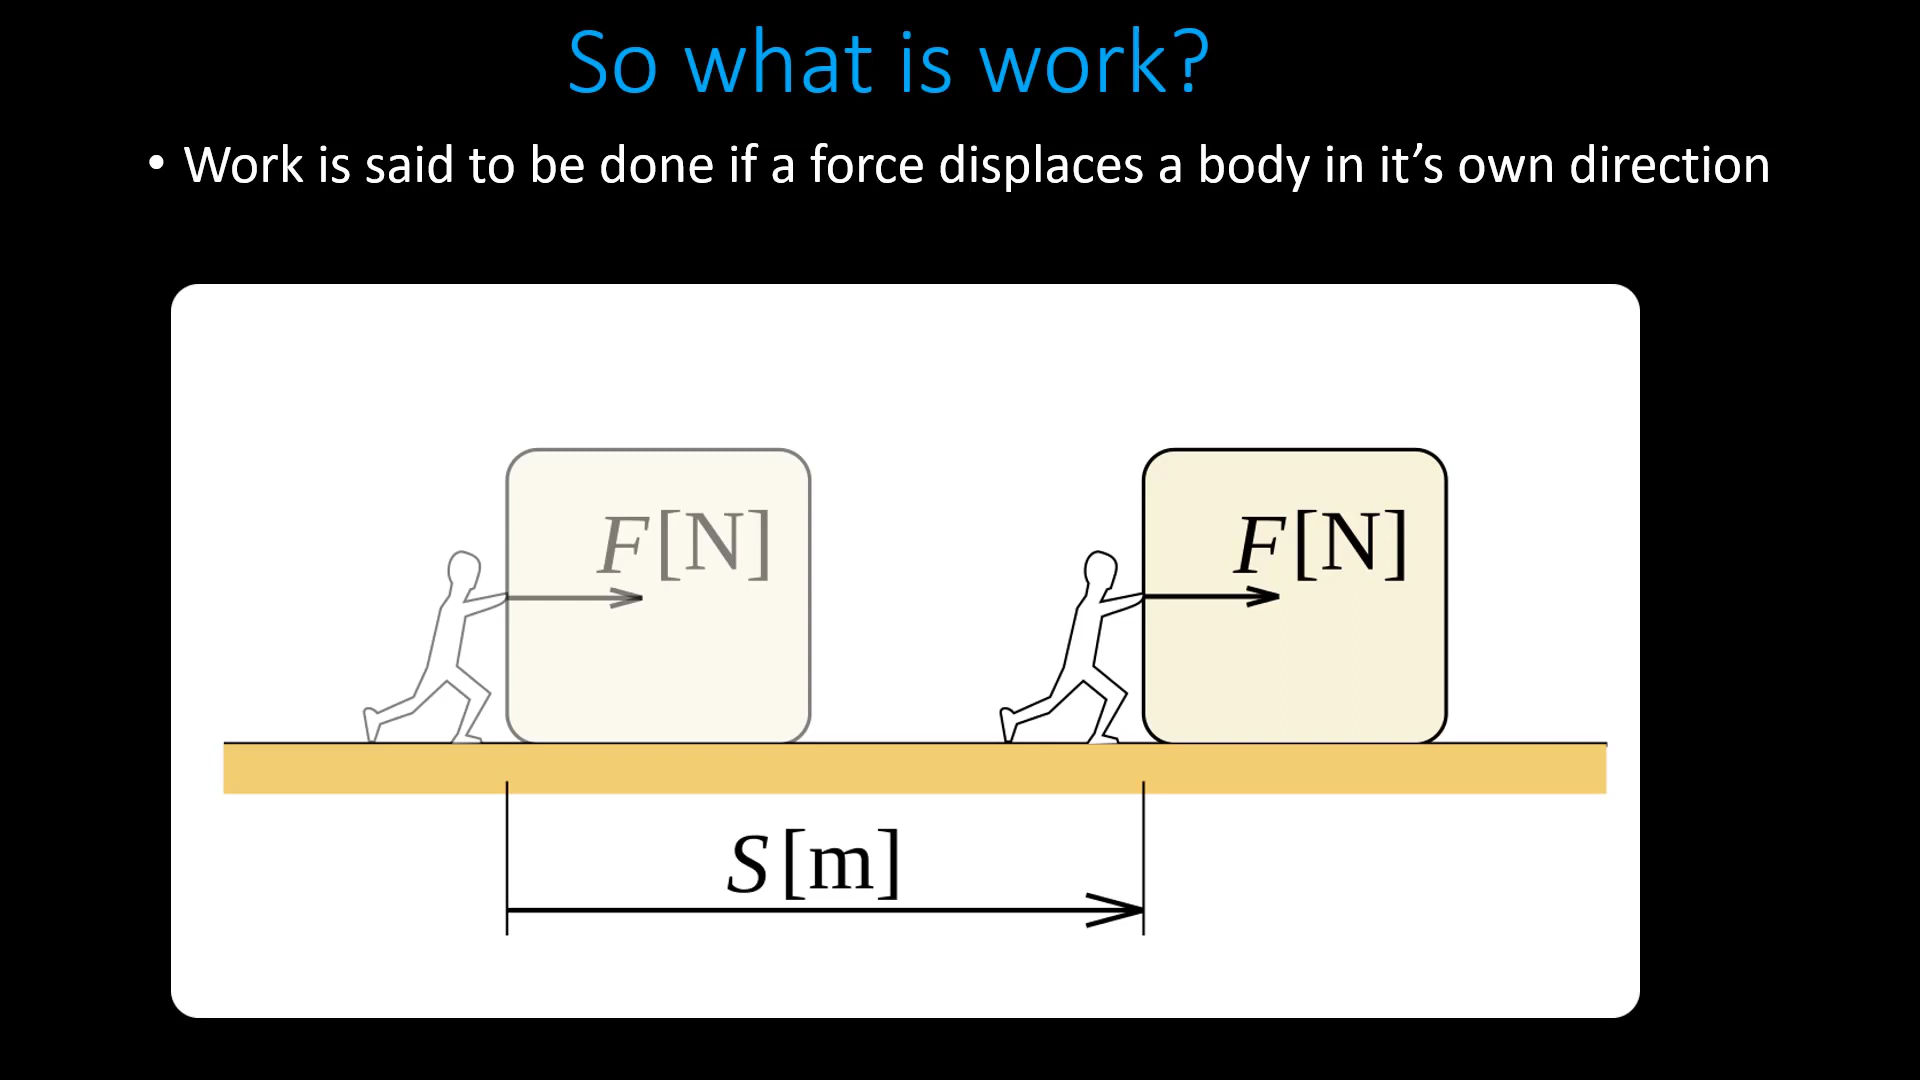 So what is work?
• Work is said to be done if a force displaces a body in it’s own direction
F[N]
F[N]
S[m]